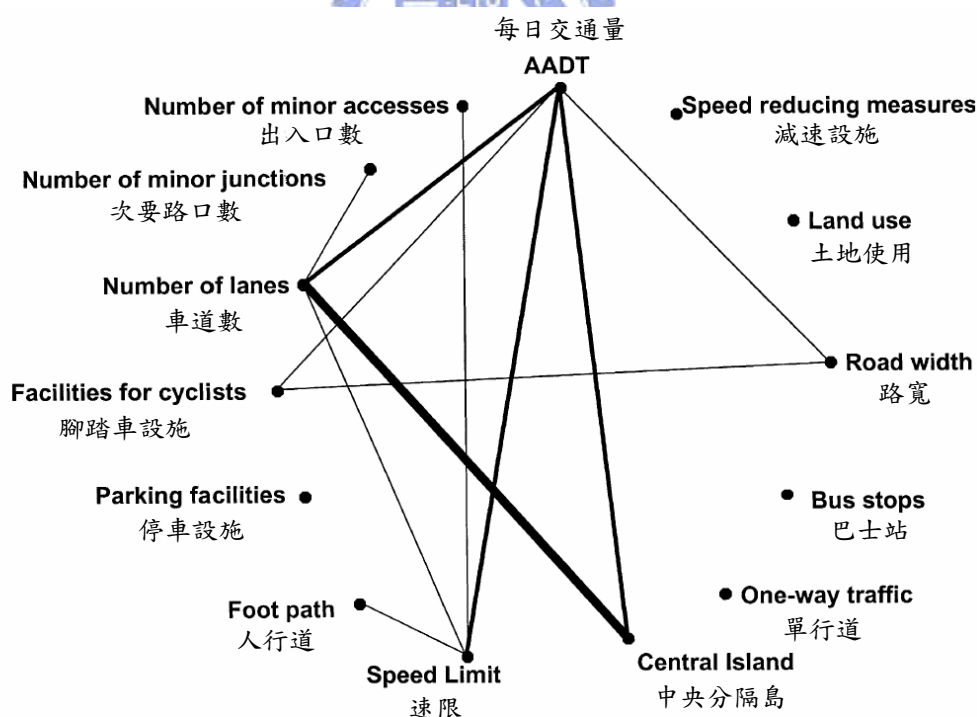 每日交通量
AADT
Number of minor accesses
出入口數
Speed reducing measures
減速設施
Number of minor junctions
次要路口數
Land use
土地使用
Number of lanes
車道數
Road width
路寬
Facilities for cyclists
腳踏車設施
Parking facilities
停車設施
Bus stops
巴士站
One-way traffic
單行道
Foot path
人行道
Central Island
中央分隔島
Speed Limit
速限